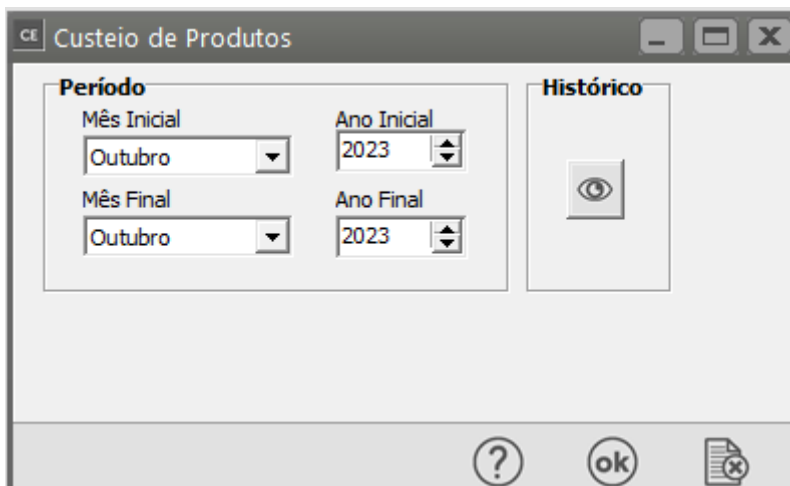 CE Custeio de Produtos
Período
Histórico
Mês Inicial
Ano Inicial
Outubro
2023
Mês Final
Ano Final
Outubro
2023
?
ok